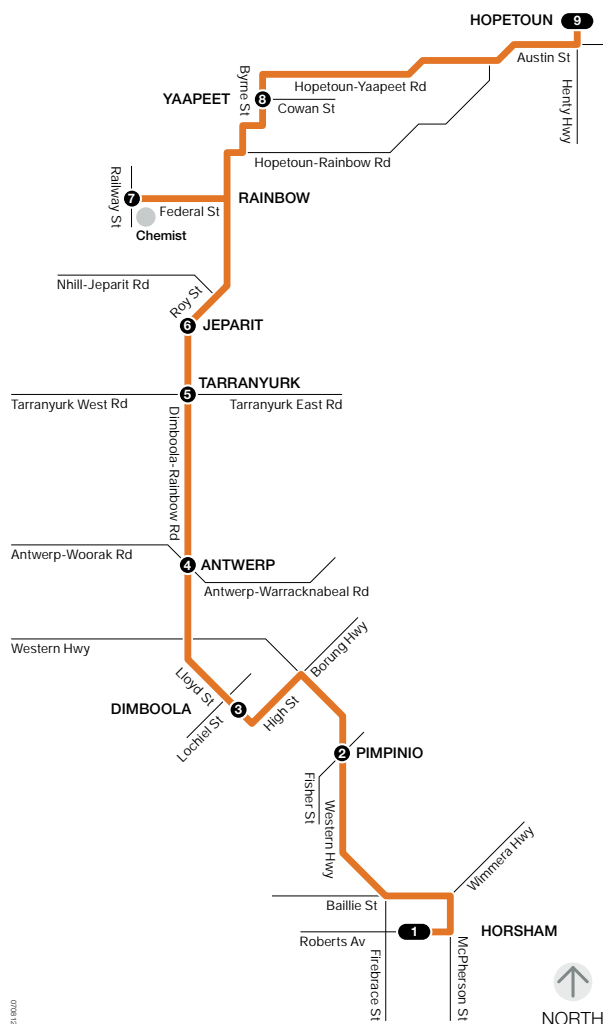 HOPETOUN 9
Austin St
Byrne St
Hopetoun-Yaapeet Rd
Henty Hwy
YAAPEET 8
Cowan St
Hopetoun-Rainbow Rd
Railway St
7
RAINBOW
Federal St
Chemist
Nhill-Jeparit Rd
Roy St
6 JEPARIT
TARRANYURK
5
Tarranyurk West Rd
Tarranyurk East Rd
Dimboola-Rainbow Rd
Antwerp-Woorak Rd
4 ANTWERP
Antwerp-Warracknabeal Rd
Western Hwy
Borung Hwy
Lloyd St
DIMBOOLA 3
High St
Lochiel St
2 PIMPINIO
Fisher St
Western Hwy
Wimmera Hwy
Baillie St
Roberts Av
1
HORSHAM
Firebrace St
McPherson St
NORTH